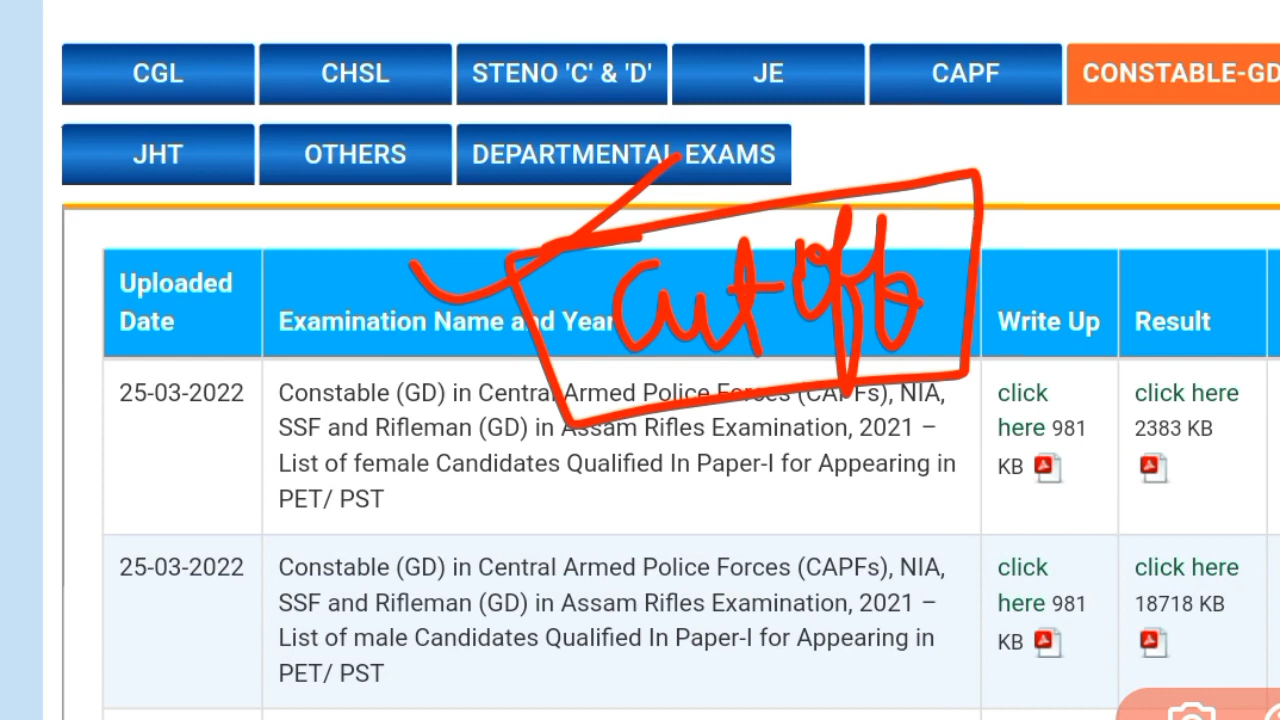 CGL CHSL STENO 'C' & 'D' JE CAPF CONSTABLE-GD
JHT OTHERS DEPARTMENTAL EXAMS
cut off
Uploaded
Date
Examination Name and Year
Write Up
Result
25-03-2022
Constable (GD) in Central Armed Police Forces (CAPFs), NIA,
SSF and Rifleman (GD) in Assam Rifles Examination, 2021 –
List of female Candidates Qualified In Paper-I for Appearing in
PET/ PST
click
here 981
KB
click here
2383 KB
25-03-2022
Constable (GD) in Central Armed Police Forces (CAPFs), NIA,
SSF and Rifleman (GD) in Assam Rifles Examination, 2021 –
List of male Candidates Qualified In Paper-I for Appearing in
PET/ PST
click
here 981
KB
click here
18718 KB